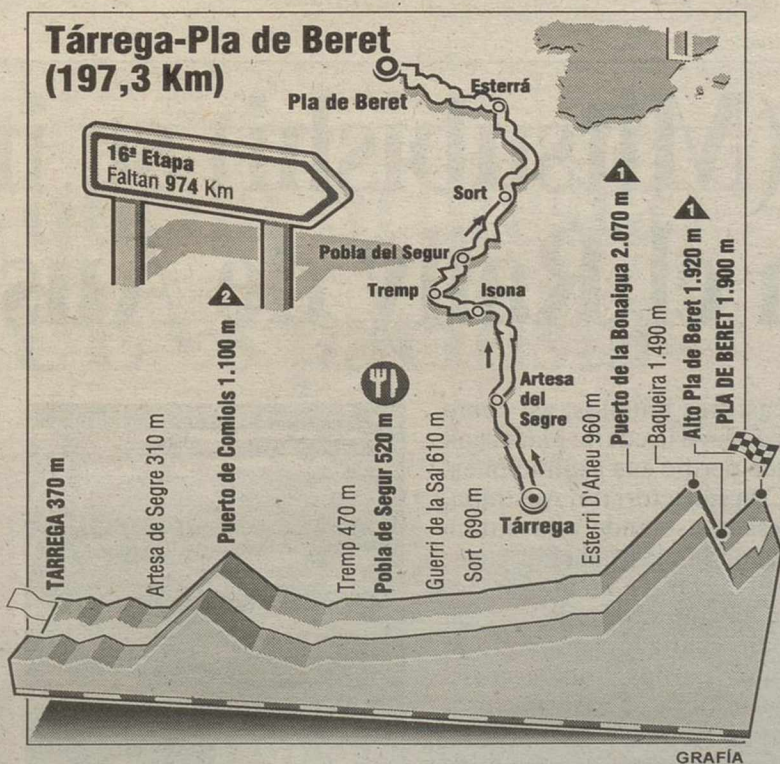 Tárrega-Pla de Beret
(197,3 Km)
Pla de Beret
Esterrá
16ª Etapa
Faltan 974 Km
Sort
Pobla del Segur
Tremp
Isona
Artesa
del
Segre
Tárrega
TARREGA 370 m
Artesa de Segre 310 m
2
Puerto de Comiols 1.100 m
Tremp 470 m
Pobla de Segur 520 m
Guerri de la Sal 610 m
Sort 690 m
Esterri D'Aneu 960 m
1
Puerto de la Bonaigua 2.070 m
Baqueira 1.490 m
1
Alto Pla de Beret 1.920 m
PLA DE BERET 1.900 m
GRAFÍA